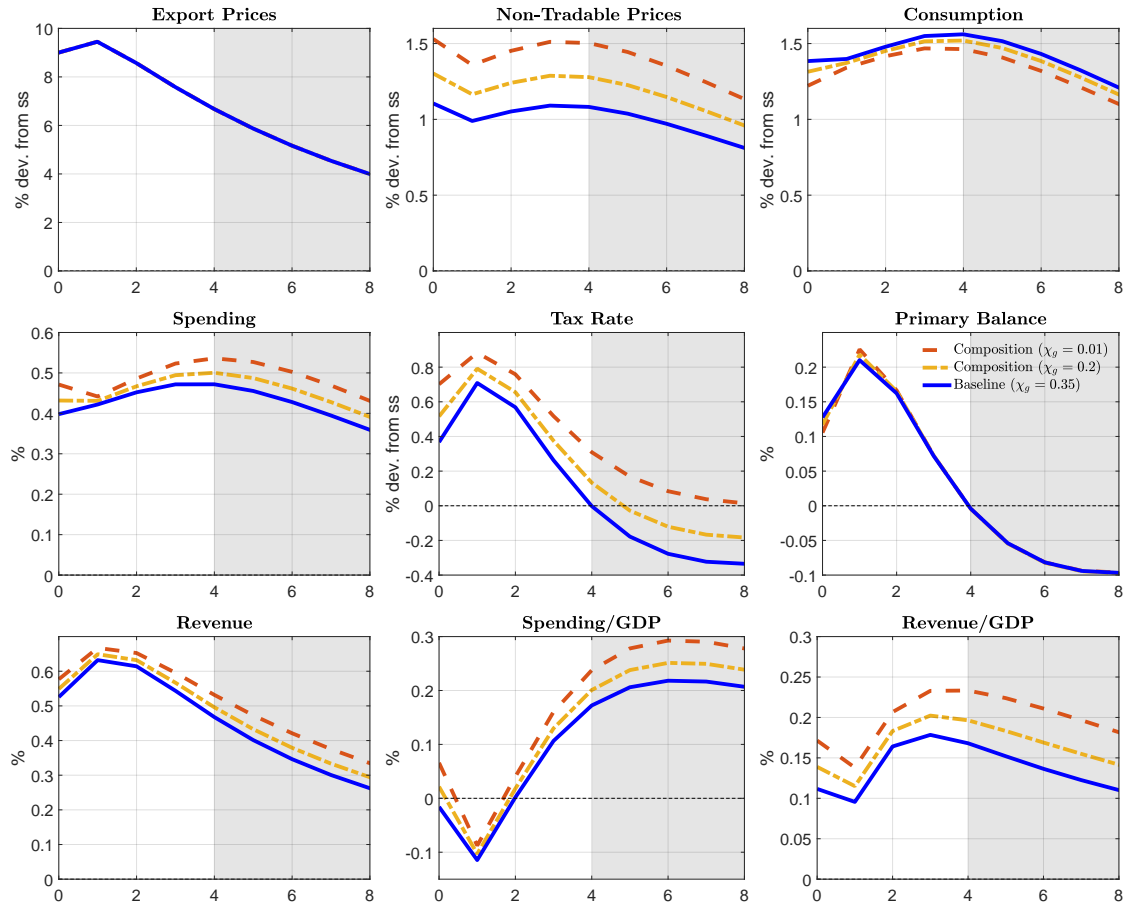 Export Prices
10
8
6
4
2
0
% dev. from ss
0 2 4 6 8
Non-Tradable Prices
1.5
1
0.5
0
% dev. from ss
0 2 4 6 8
Consumption
1.5
1
0.5
0
% dev. from ss
0 2 4 6 8
Spending
0.6
0.5
0.4
0.3
0.2
0.1
0
%
0 2 4 6 8
Tax Rate
0.8
0.6
0.4
0.2
0
-0.2
-0.4
% dev. from ss
0 2 4 6 8
Primary Balance
0.2
0.15
0.1
0.05
0
-0.05
-0.1
%
Composition (χg = 0.01)
Composition (χg = 0.2)
Baseline (χg = 0.35)
0 2 4 6 8
Revenue
0.6
0.5
0.4
0.3
0.2
0.1
0
%
0 2 4 6 8
Spending/GDP
0.3
0.2
0.1
0
-0.1
%
0 2 4 6 8
Revenue/GDP
0.3
0.25
0.2
0.15
0.1
0.05
0
%
0 2 4 6 8